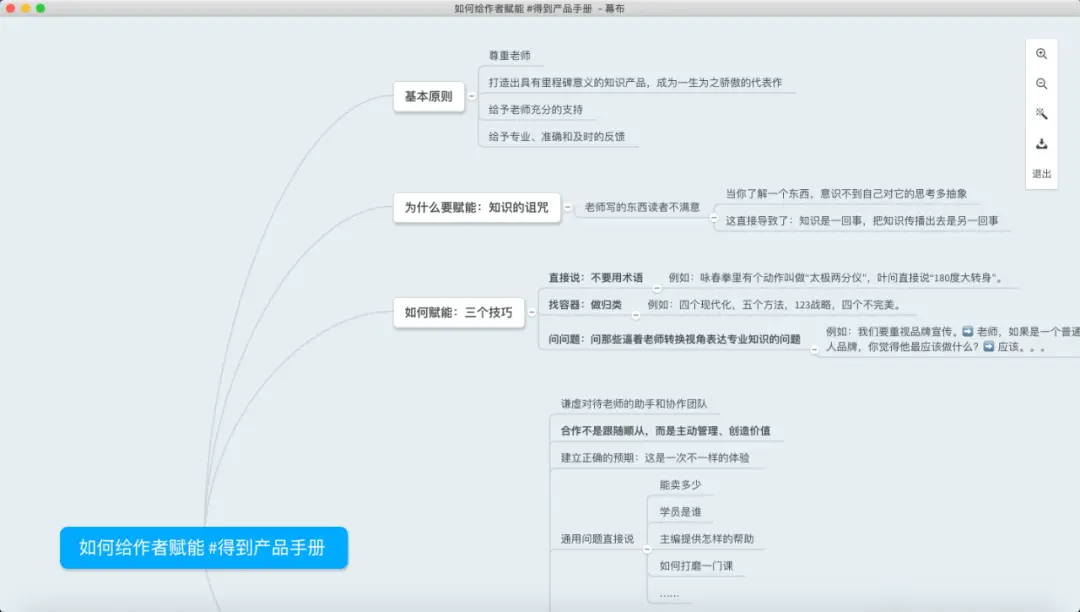 如何给作者赋能 #得到产品手册 - 幕布
退出
如何给作者赋能 #得到产品手册
基本原则
尊重老师
打造出具有里程碑意义的知识产品，成为一生为之骄傲的代表作
给予老师充分的支持
给予专业、准确和及时的反馈
为什么要赋能：知识的诅咒
老师写的东西读者不满意
当你了解一个东西，意识不到自己对它的思考多抽象
这直接导致了：知识是一回事，把知识传播出去是另一回事
如何赋能：三个技巧
直接说：不要用术语
例如：咏春拳里有个动作叫做“太极两分仪”，叶问直接说“180度大转身”。
找容器：做归类
例如：四个现代化，五个方法，123战略，四个不完美。
问问题：问那些逼着老师转换视角表达专业知识的问题
例如：我们要重视品牌宣传。➡️ 老师，如果是一个普通
人品牌，你觉得他最应该做什么？➡️ 应该。。。
谦虚对待老师的助手和协作团队
合作不是跟随顺从，而是主动管理、创造价值
建立正确的预期：这是一次不一样的体验
通用问题直接说
能卖多少
学员是谁
主编提供怎样的帮助
如何打磨一门课
……